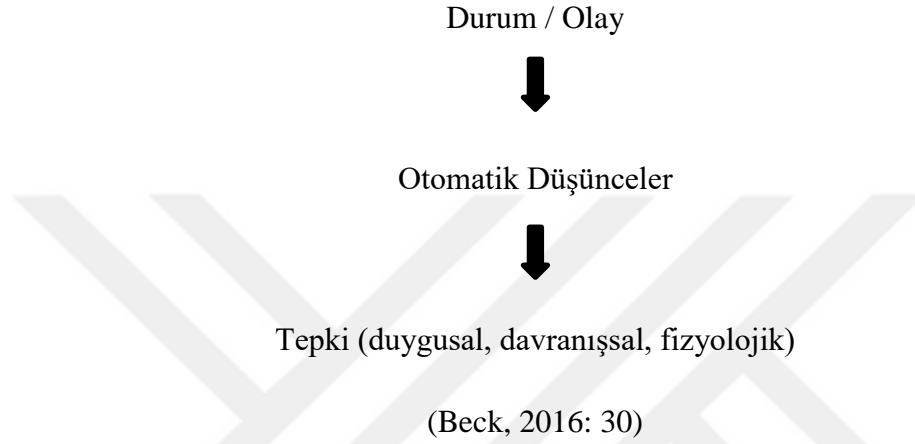 Durum / Olay
Otomatik Düşünceler
Tepki (duygusal, davranışsal, fizyolojik)
(Beck, 2016: 30)